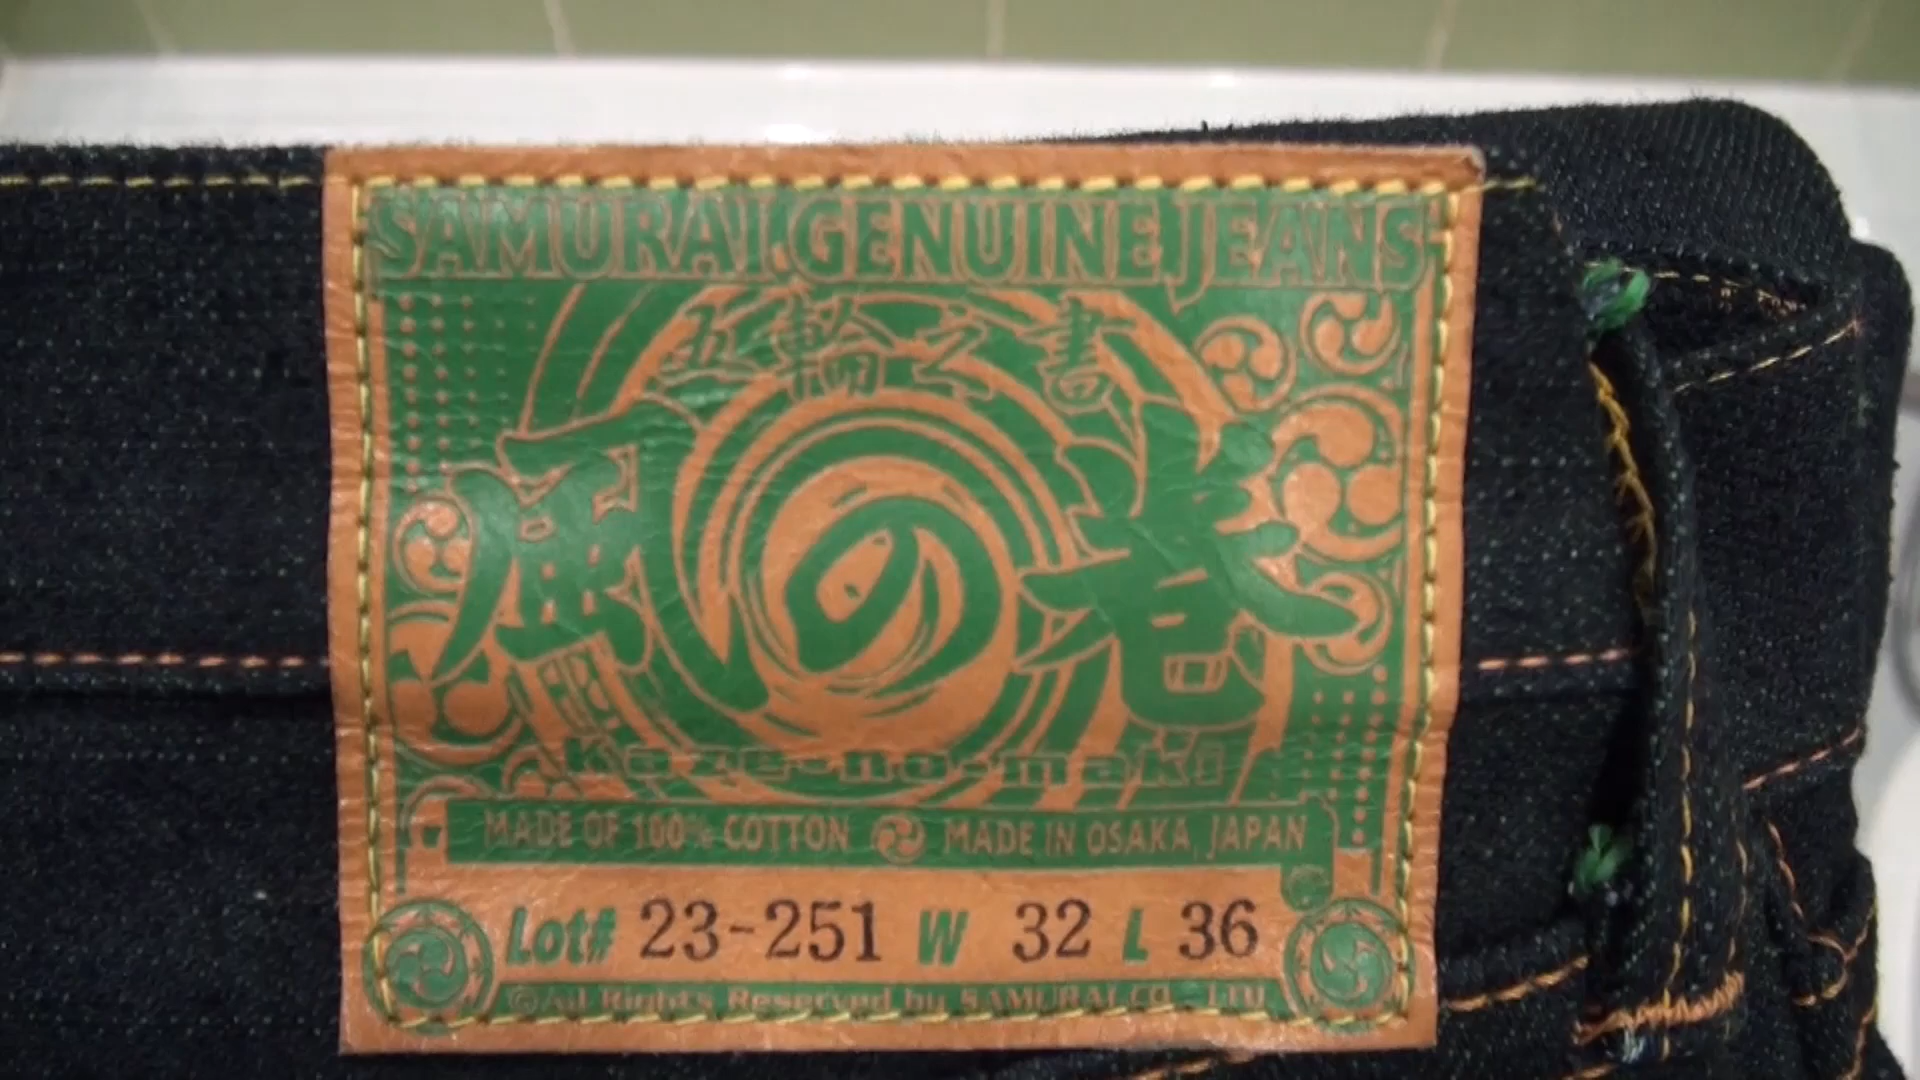 SAMURAI GENUINE JEANS
五輪之書
風の巻
Kaze-no-maki
MADE OF 100% COTTON MADE IN OSAKA, JAPAN
Lot# 23-251 W 32 L 36
©All Rights Reserved by SAMURAI CO., LTD